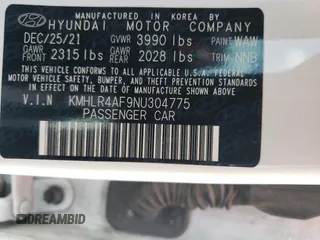 MANUFACTURED IN KOREA BY
HYUNDAI MOTOR COMPANY
DEC/25/21 GVWR 3990 lbs PAINT WAW
GAWR FRONT 2315 lbs GAWR REAR 2028 lbs TRIM NNB
THIS VEHICLE CONFORMS TO ALL APPLICABLE U.S.A FEDERAL
MOTOR VEHICLE SAFETY, BUMPER, AND THEFT PREVENTION
STANDARDS IN EFFECT ON THE DATE OF MANUFACTURE SHOWN ABOVE.
V.I.N KMHLR4AF9NU304775
PASSENGER CAR
DREAMBID